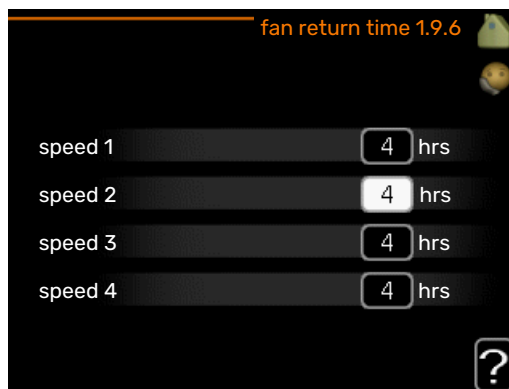 fan return time 1.9.6
speed 1 4 hrs
speed 2 4 hrs
speed 3 4 hrs
speed 4 4 hrs
?